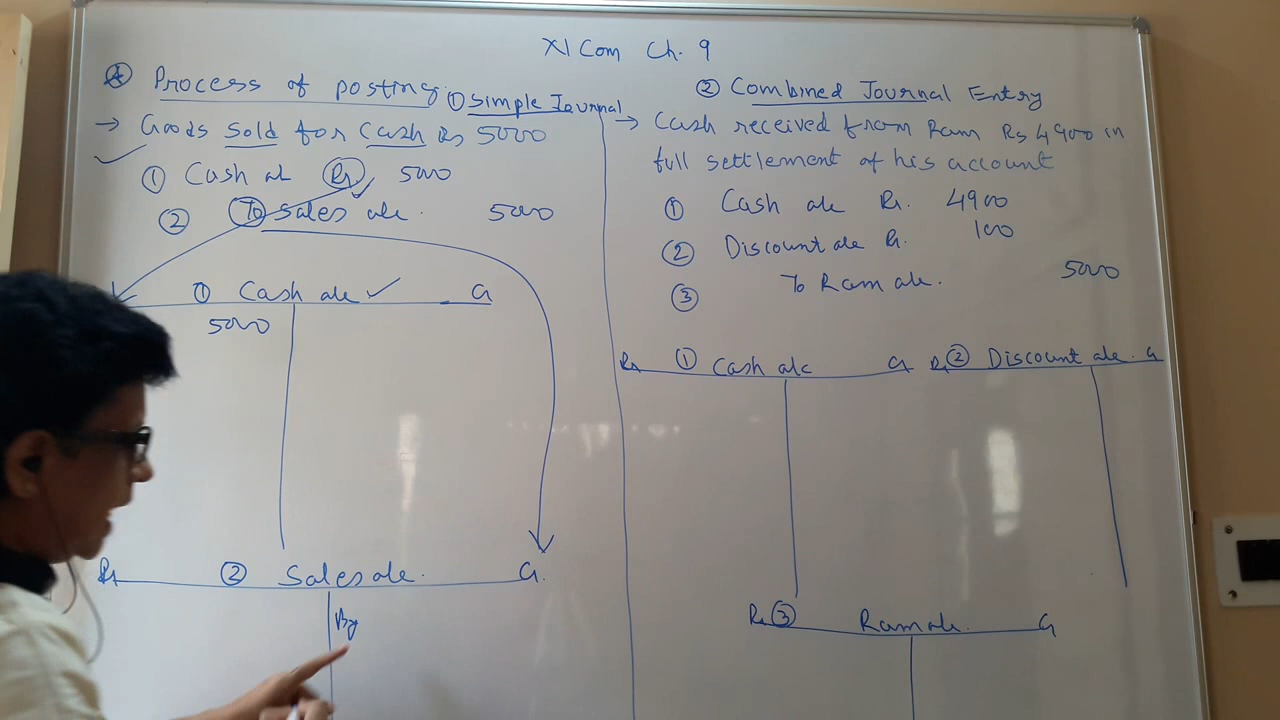 XI Com Ch. 9
A Process of posting ① Simple Journal
→ Goods Sold for Cash Rs 5000
① Cash a/c Dr, 5000
② To Sales a/c. 5000
① Cash a/c ✓ Cr
5000
Dr ② Sales a/c. Cr.
By
② Combined Journal Entry
→ Cash received from Ram Rs 4900 in
full settlement of his account
① Cash a/c Dr. 4900
② Discount a/c Dr. 100
③ To Ram a/c. 5000
Dr ① Cash a/c Cr
Dr ② Discount a/c. Cr
Dr ③ Ram a/c. Cr